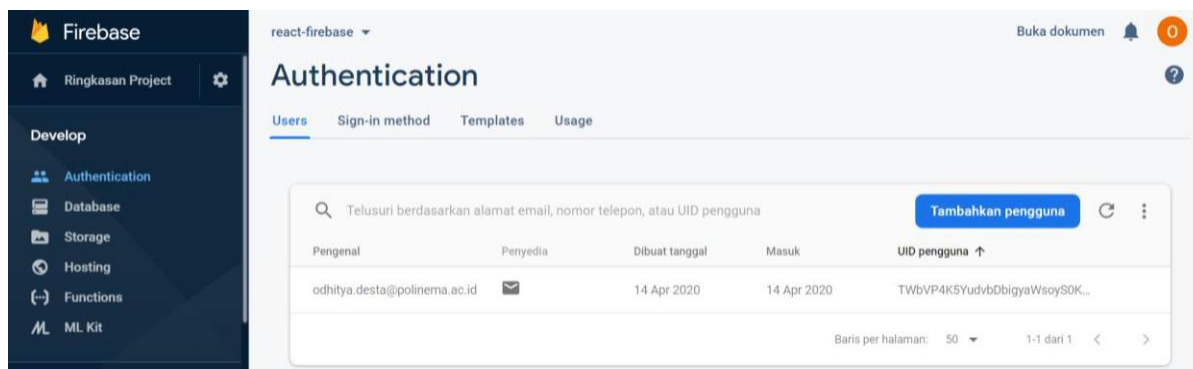 Firebase
react-firebase
Buka dokumen
O
Ringkasan Project
Authentication
Users Sign-in method Templates Usage
Develop
Authentication
Database
Storage
Hosting
Functions
ML Kit
Telusuri berdasarkan alamat email, nomor telepon, atau UID pengguna
Tambahkan pengguna
Pengenal Penyedia Dibuat tanggal Masuk UID pengguna
odhitya.desta@polinema.ac.id 14 Apr 2020 14 Apr 2020 TWbVP4K5YudvbDbigyaWsoyS0K...
Baris per halaman: 50 1-1 dari 1